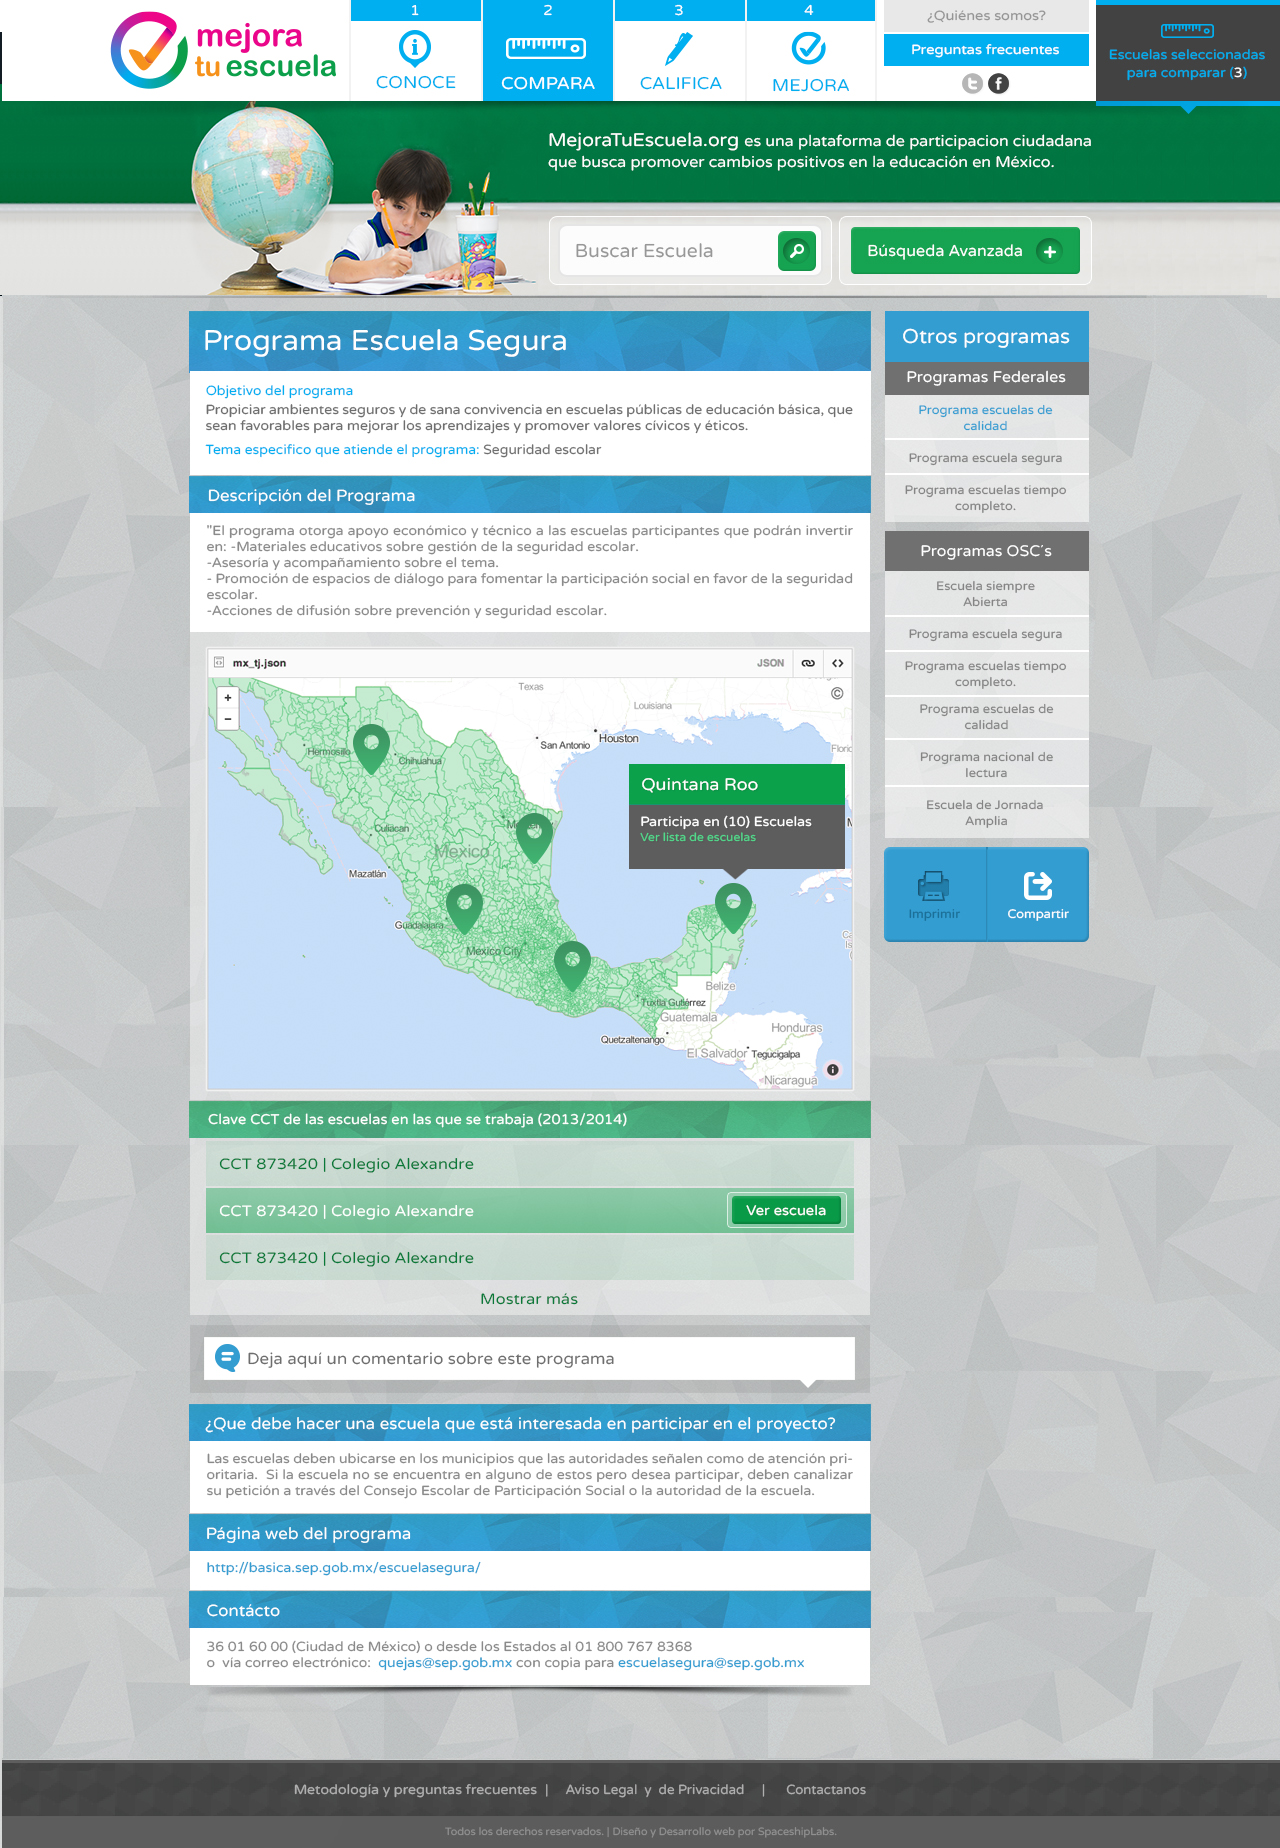 mejora
tu escuela
1
CONOCE
2
COMPARA
3
CALIFICA
4
MEJORA
¿Quiénes somos?
Preguntas frecuentes
Escuelas seleccionadas
para comparar (3)
MejoraTuEscuela.org es una plataforma de participacion ciudadana
que busca promover cambios positivos en la educación en México.
Buscar Escuela
Búsqueda Avanzada
Programa Escuela Segura
Objetivo del programa
Propiciar ambientes seguros y de sana convivencia en escuelas públicas de educación básica, que
sean favorables para mejorar los aprendizajes y promover valores cívicos y éticos.
Tema especifico que atiende el programa: Seguridad escolar
Descripción del Programa
"El programa otorga apoyo económico y técnico a las escuelas participantes que podrán invertir
en: -Materiales educativos sobre gestión de la seguridad escolar.
-Asesoría y acompañamiento sobre el tema.
- Promoción de espacios de diálogo para fomentar la participación social en favor de la seguridad
escolar.
-Acciones de difusión sobre prevención y seguridad escolar.
mx_tj.json
JSON
+
−
©
Texas
Louisiana
Houston
San Antonio
Hermosillo
Chihuahua
Culiacan
Mexico
Mazatlán
Guadalajara
Mexico City
Tuxtla Gutiérrez
Belize
Guatemala
Honduras
Quetzaltenango
El Salvador
Tegucigalpa
Nicaragua
Quintana Roo
Participa en (10) Escuelas
Ver lista de escuelas
Clave CCT de las escuelas en las que se trabaja (2013/2014)
CCT 873420 | Colegio Alexandre
CCT 873420 | Colegio Alexandre
Ver escuela
CCT 873420 | Colegio Alexandre
Mostrar más
Deja aquí un comentario sobre este programa
¿Que debe hacer una escuela que está interesada en participar en el proyecto?
Las escuelas deben ubicarse en los municipios que las autoridades señalen como de atención pri-
oritaria.  Si la escuela no se encuentra en alguno de estos pero desea participar, deben canalizar
su petición a través del Consejo Escolar de Participación Social o la autoridad de la escuela.
Página web del programa
http://basica.sep.gob.mx/escuelasegura/
Contácto
36 01 60 00 (Ciudad de México) o desde los Estados al 01 800 767 8368
o  vía correo electrónico:  quejas@sep.gob.mx con copia para escuelasegura@sep.gob.mx
Otros programas
Programas Federales
Programa escuelas de
calidad
Programa escuela segura
Programa escuelas tiempo
completo.
Programas OSC´s
Escuela siempre
Abierta
Programa escuela segura
Programa escuelas tiempo
completo.
Programa escuelas de
calidad
Programa nacional de
lectura
Escuela de Jornada
Amplia
Imprimir
Compartir
Metodología y preguntas frecuentes  |  Aviso Legal  y  de Privacidad  |  Contactanos
Todos los derechos reservados. | Diseño y Desarrollo web por SpaceshipLabs.